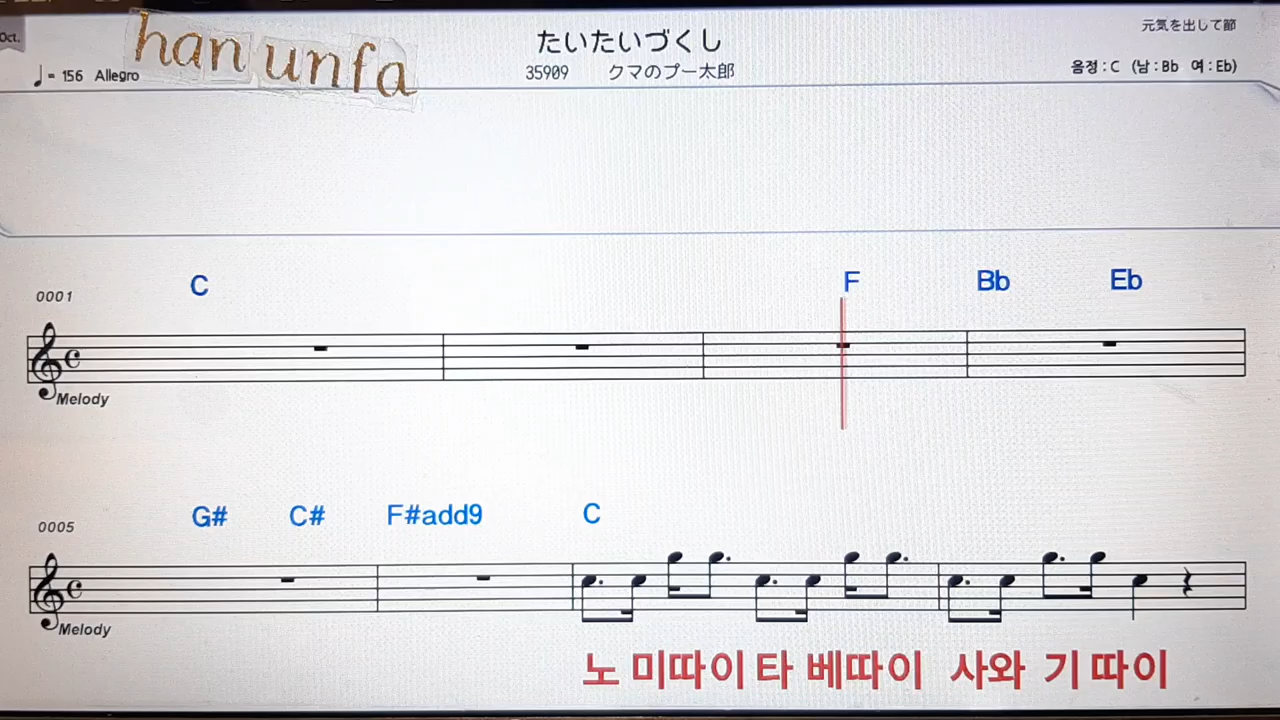 Oct.
han unfa
たいたいづくし
元気を出して節
♩= 156 Allegro
35909 クマのプー太郎
음정 : C (남 : Bb 여 : Eb)
0001
C F Bb Eb
Melody
0005
G# C# F#add9 C
Melody
노 미따이 타 베따이 사와 기 따이